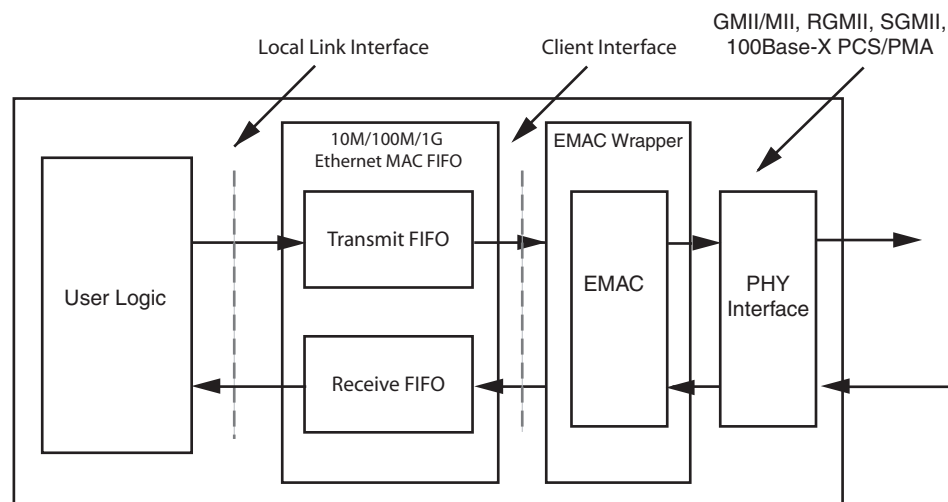 GMII/MII, RGMII, SGMII,
100Base-X PCS/PMA
Local Link Interface
Client Interface
10M/100M/1G
Ethernet MAC FIFO
EMAC Wrapper
User Logic
Transmit FIFO
Receive FIFO
EMAC
PHY
Interface